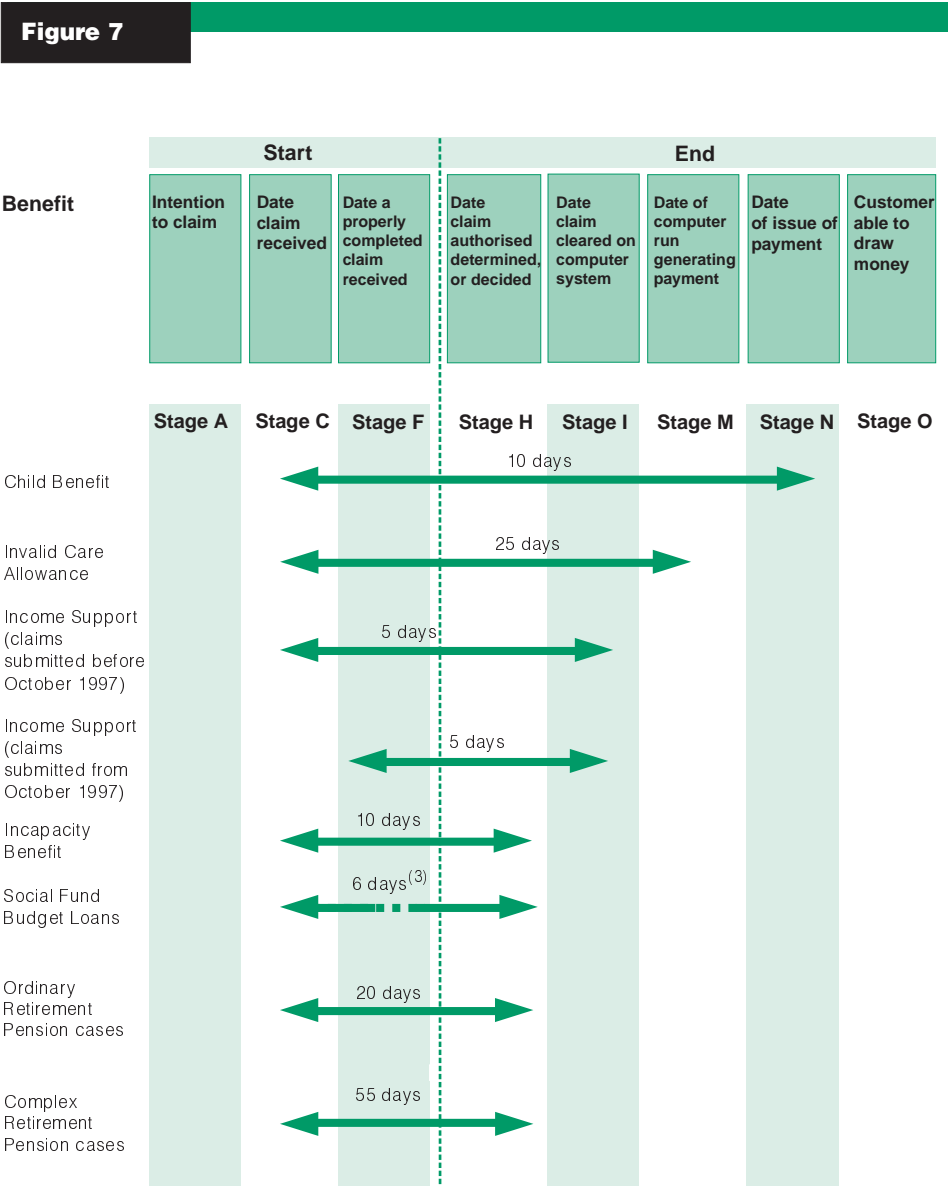 Figure 7
Start
End
Benefit
Intention
to claim
Date
claim
received
Date a
properly
completed
claim
received
Date
claim
authorised
determined,
or decided
Date
claim
cleared on
computer
system
Date of
computer
run
generating
payment
Date
of issue of
payment
Customer
able to
draw
money
Stage A
Stage C
Stage F
Stage H
Stage I
Stage M
Stage N
Stage O
Child Benefit
10 days
Invalid Care
Allowance
25 days
Income Support
(claims
submitted before
October 1997)
5 days
Income Support
(claims
submitted from
October 1997)
5 days
Incapacity
Benefit
10 days
Social Fund
Budget Loans
6 days(3)
Ordinary
Retirement
Pension cases
20 days
Complex
Retirement
Pension cases
55 days